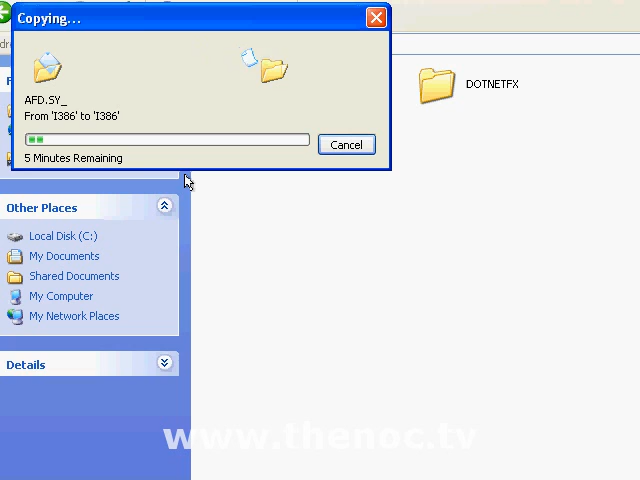 Copying...
AFD.SY_
From 'I386' to 'I386'
Cancel
5 Minutes Remaining
DOTNETFX
Other Places
Local Disk (C:)
My Documents
Shared Documents
My Computer
My Network Places
Details
www.thenoc.tv